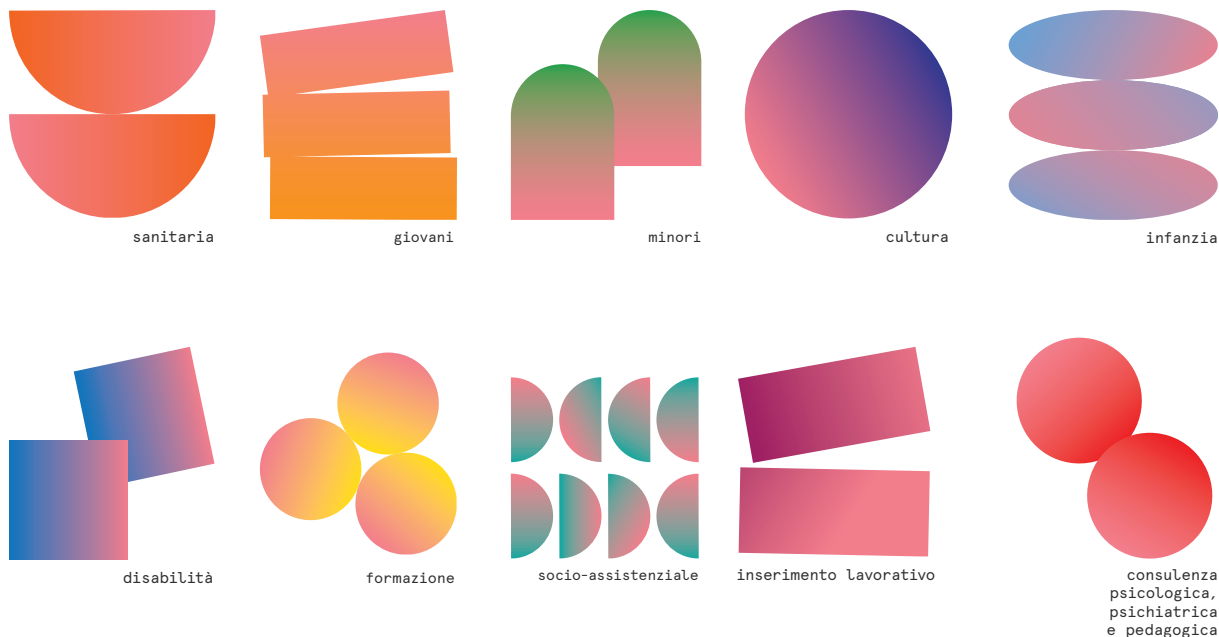 sanitaria
giovani
minori
cultura
infanzia
disabilità
formazione
socio-assistenziale
inserimento lavorativo
consulenza
psicologica,
psichiatrica
e pedagogica